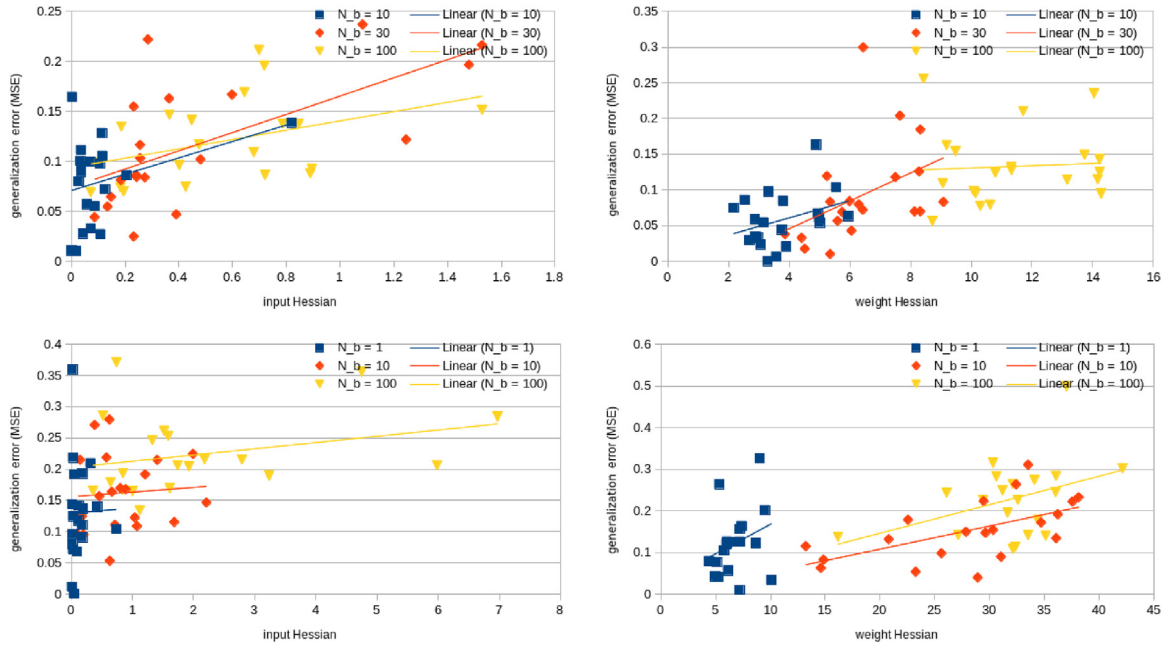 0.25
0.2
0.15
0.1
0.05
0
generalization error (MSE)
N_b = 10 Linear (N_b = 10)
N_b = 30 Linear (N_b = 30)
N_b = 100 Linear (N_b = 100)
0 0.2 0.4 0.6 0.8 1 1.2 1.4 1.6 1.8
input Hessian
0.35
0.3
0.25
0.2
0.15
0.1
0.05
0
generalization error (MSE)
N_b = 10 Linear (N_b = 10)
N_b = 30 Linear (N_b = 30)
N_b = 100 Linear (N_b = 100)
0 2 4 6 8 10 12 14 16
weight Hessian
0.4
0.35
0.3
0.25
0.2
0.15
0.1
0.05
0
generalization error (MSE)
N_b = 1 Linear (N_b = 1)
N_b = 10 Linear (N_b = 10)
N_b = 100 Linear (N_b = 100)
0 1 2 3 4 5 6 7 8
input Hessian
0.6
0.5
0.4
0.3
0.2
0.1
0
generalization error (MSE)
N_b = 1 Linear (N_b = 1)
N_b = 10 Linear (N_b = 10)
N_b = 100 Linear (N_b = 100)
0 5 10 15 20 25 30 35 40 45
weight Hessian